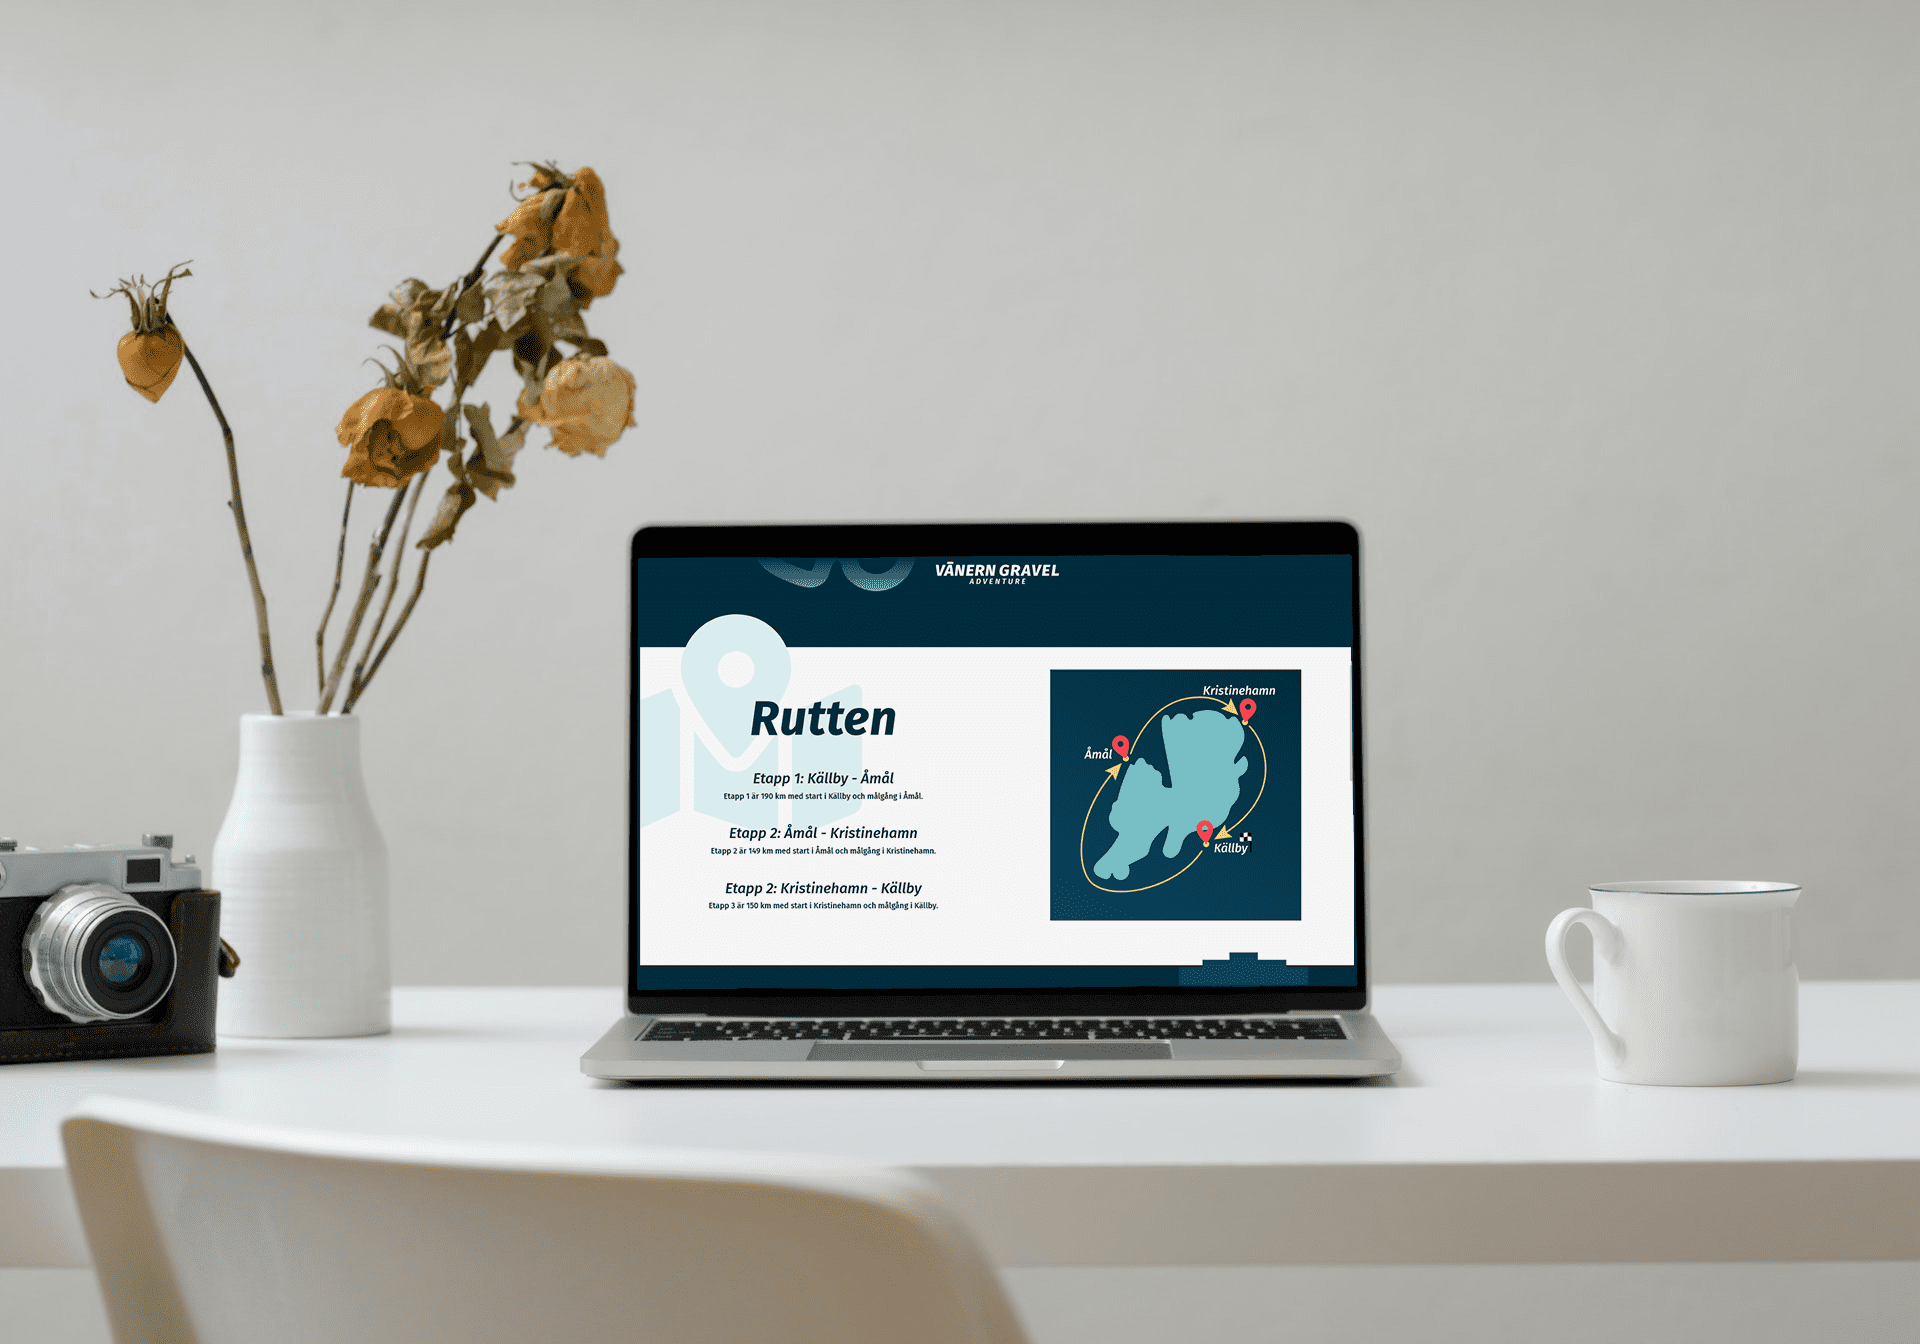 VĀNERN GRAVEL
ADVENTURE
Rutten
Etapp 1: Källby - Åmål
Etapp 1 är 190 km med start i Källby och målgång i Åmål.
Etapp 2: Åmål - Kristinehamn
Etapp 2 är 149 km med start i Åmål och målgång i Kristinehamn.
Etapp 2: Kristinehamn - Källby
Etapp 3 är 150 km med start i Kristinehamn och målgång i Källby.
Kristinehamn
Åmål
Källby